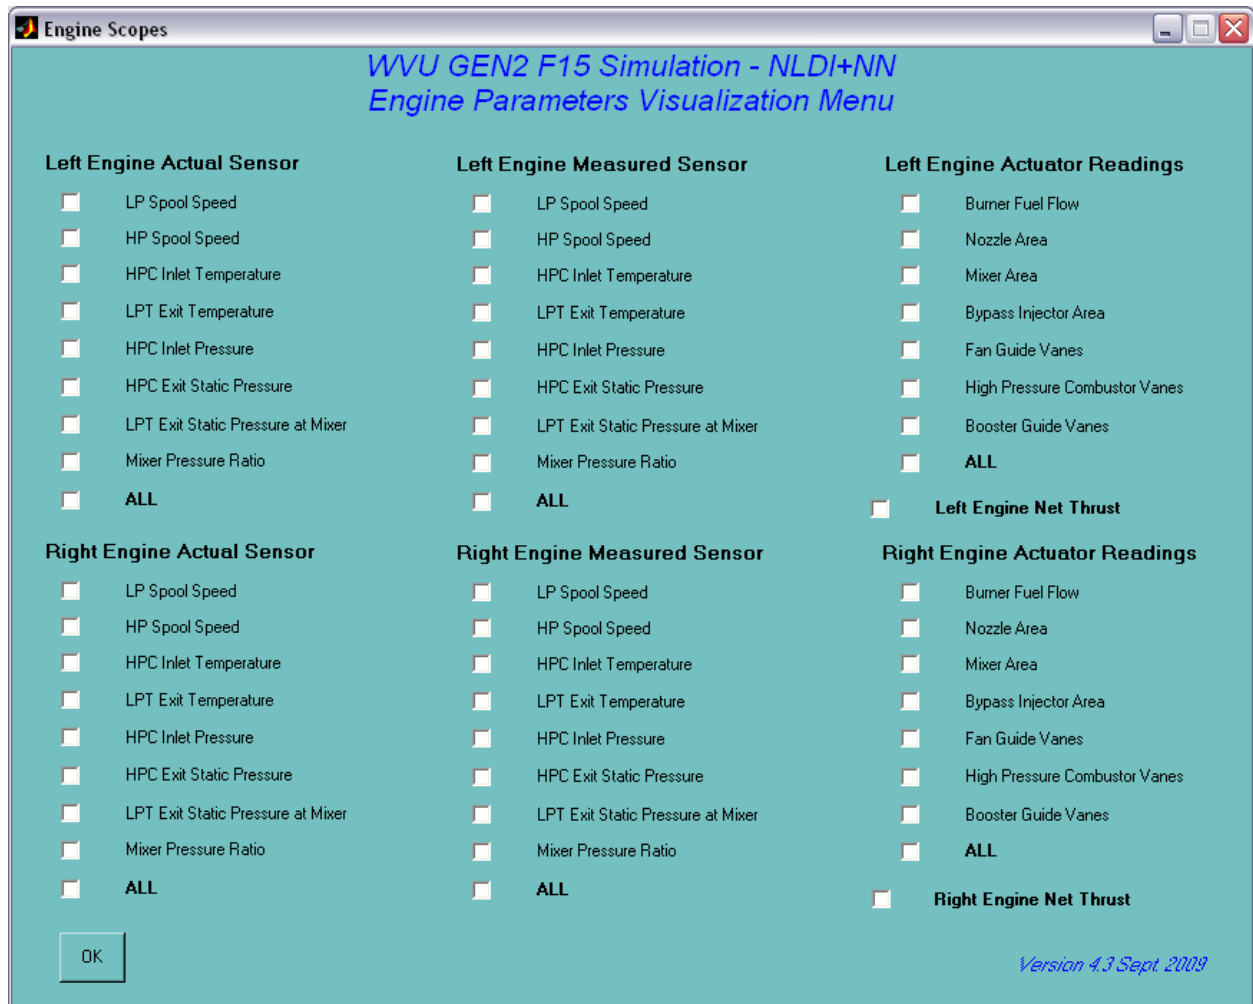 Engine Scopes
WVU GEN2 F15 Simulation - NLDI+NN
Engine Parameters Visualization Menu
Left Engine Actual Sensor
LP Spool Speed
HP Spool Speed
HPC Inlet Temperature
LPT Exit Temperature
HPC Inlet Pressure
HPC Exit Static Pressure
LPT Exit Static Pressure at Mixer
Mixer Pressure Ratio
ALL
Left Engine Measured Sensor
LP Spool Speed
HP Spool Speed
HPC Inlet Temperature
LPT Exit Temperature
HPC Inlet Pressure
HPC Exit Static Pressure
LPT Exit Static Pressure at Mixer
Mixer Pressure Ratio
ALL
Left Engine Actuator Readings
Burner Fuel Flow
Nozzle Area
Mixer Area
Bypass Injector Area
Fan Guide Vanes
High Pressure Combustor Vanes
Booster Guide Vanes
ALL
Left Engine Net Thrust
Right Engine Actual Sensor
LP Spool Speed
HP Spool Speed
HPC Inlet Temperature
LPT Exit Temperature
HPC Inlet Pressure
HPC Exit Static Pressure
LPT Exit Static Pressure at Mixer
Mixer Pressure Ratio
ALL
Right Engine Measured Sensor
LP Spool Speed
HP Spool Speed
HPC Inlet Temperature
LPT Exit Temperature
HPC Inlet Pressure
HPC Exit Static Pressure
LPT Exit Static Pressure at Mixer
Mixer Pressure Ratio
ALL
Right Engine Actuator Readings
Burner Fuel Flow
Nozzle Area
Mixer Area
Bypass Injector Area
Fan Guide Vanes
High Pressure Combustor Vanes
Booster Guide Vanes
ALL
Right Engine Net Thrust
OK
Version 4.3 Sept. 2009